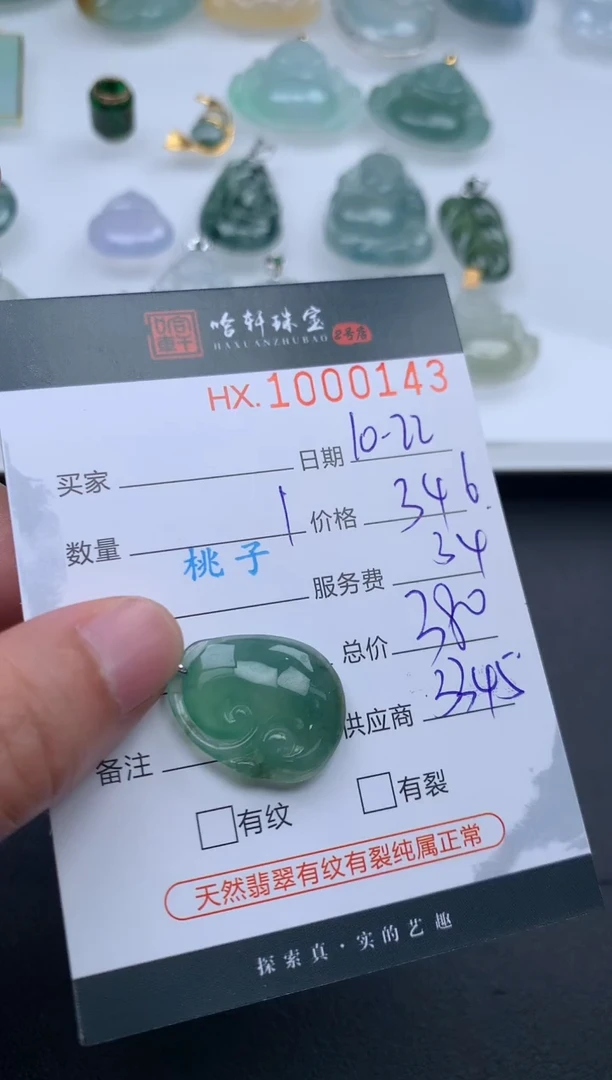 哈轩珠宝 2号店
HAXUANZHUBAO
HX.1000143
买家 日期 10-22
数量 1 价格 346
桃子 服务费 34
总价 380
供应商 3345
备注
有纹 有裂
天然翡翠有纹有裂纯属正常
探索真·实的艺趣